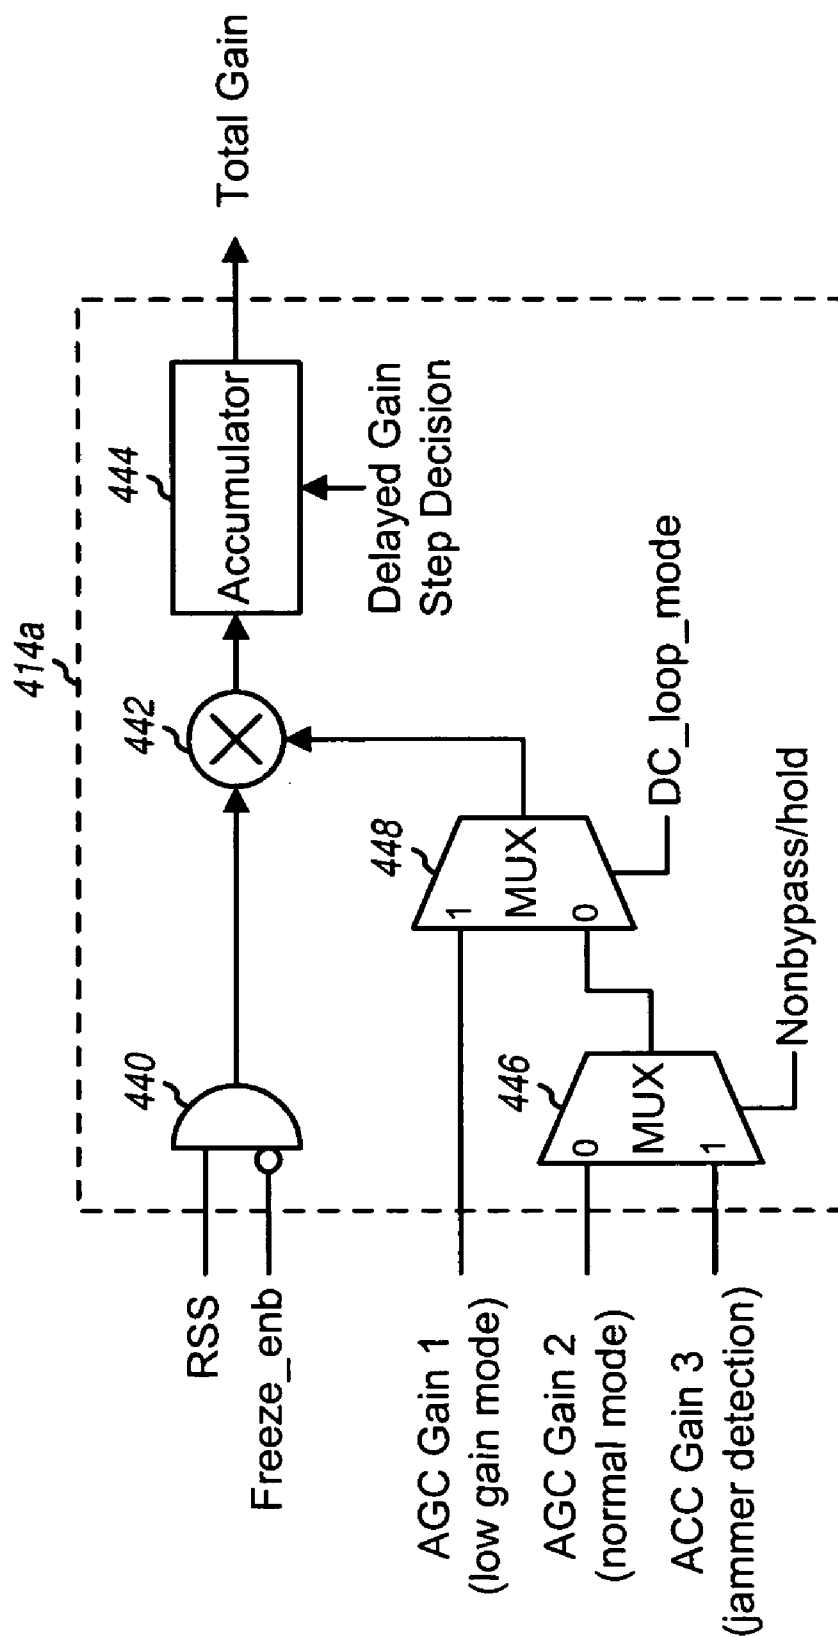 414a
RSS
Freeze_enb
440
442
444
Accumulator
Total Gain
Delayed Gain
Step Decision
AGC Gain 1
(low gain mode)
448
1
MUX
0
DC_loop_mode
AGC Gain 2
(normal mode)
446
0
MUX
1
ACC Gain 3
(jammer detection)
Nonbypass/hold